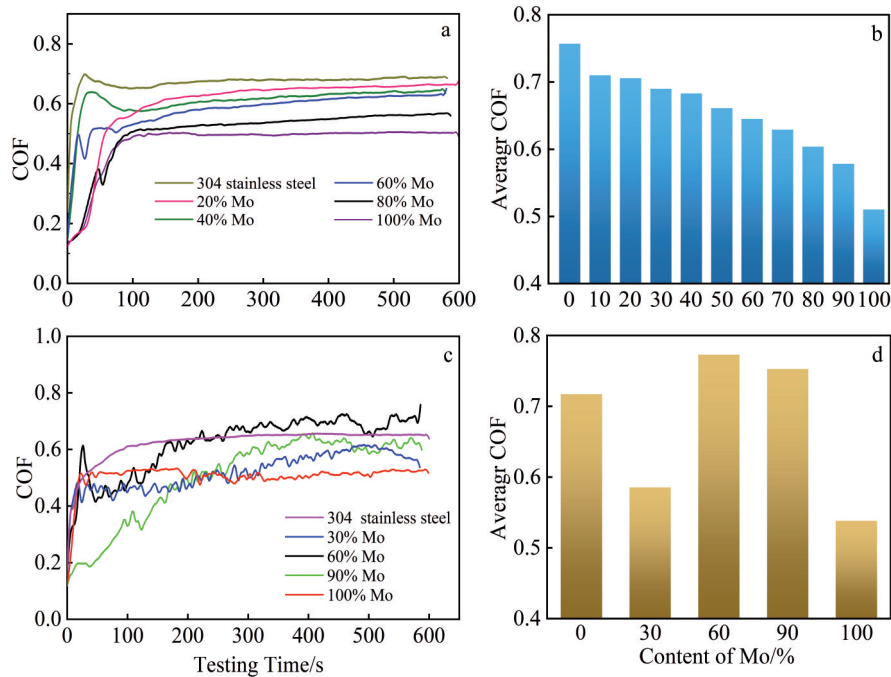 a
COF
0.8
0.6
0.4
0.2
0.0
304 stainless steel
20% Mo
40% Mo
60% Mo
80% Mo
100% Mo
0 100 200 300 400 500 600
b
Averagr COF
0.8
0.7
0.6
0.5
0.4
0 10 20 30 40 50 60 70 80 90 100
c
COF
1.0
0.8
0.6
0.4
0.2
0.0
304 stainless steel
30% Mo
60% Mo
90% Mo
100% Mo
0 100 200 300 400 500 600
Testing Time/s
d
Averagr COF
0.8
0.7
0.6
0.5
0.4
0 30 60 90 100
Content of Mo/%